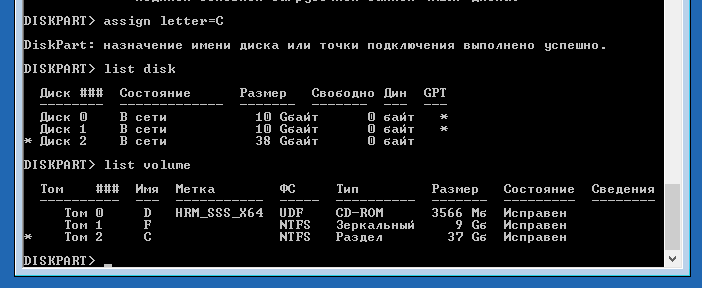 DISKPART> assign letter=C
DiskPart: назначение имени диска или точки подключения выполнено успешно.
DISKPART> list disk
Диск ### Состояние Размер Свободно Дин GPT
-------- ------------- ------- ------- --- ---
Диск 0 В сети 10 Gбайт 0 байт *
Диск 1 В сети 10 Gбайт 0 байт *
* Диск 2 В сети 38 Gбайт 0 байт
DISKPART> list volume
Том ### Имя Метка ФС Тип Размер Состояние Сведения
---------- --- ----------- ----- ---------- ------- --------- --------
Том 0 D HRM_SSS_X64 UDF CD-ROM 3566 Mб Исправен
Том 1 F NTFS Зеркальный 9 Gб Исправен
* Том 2 C NTFS Раздел 37 Gб Исправен
DISKPART> _